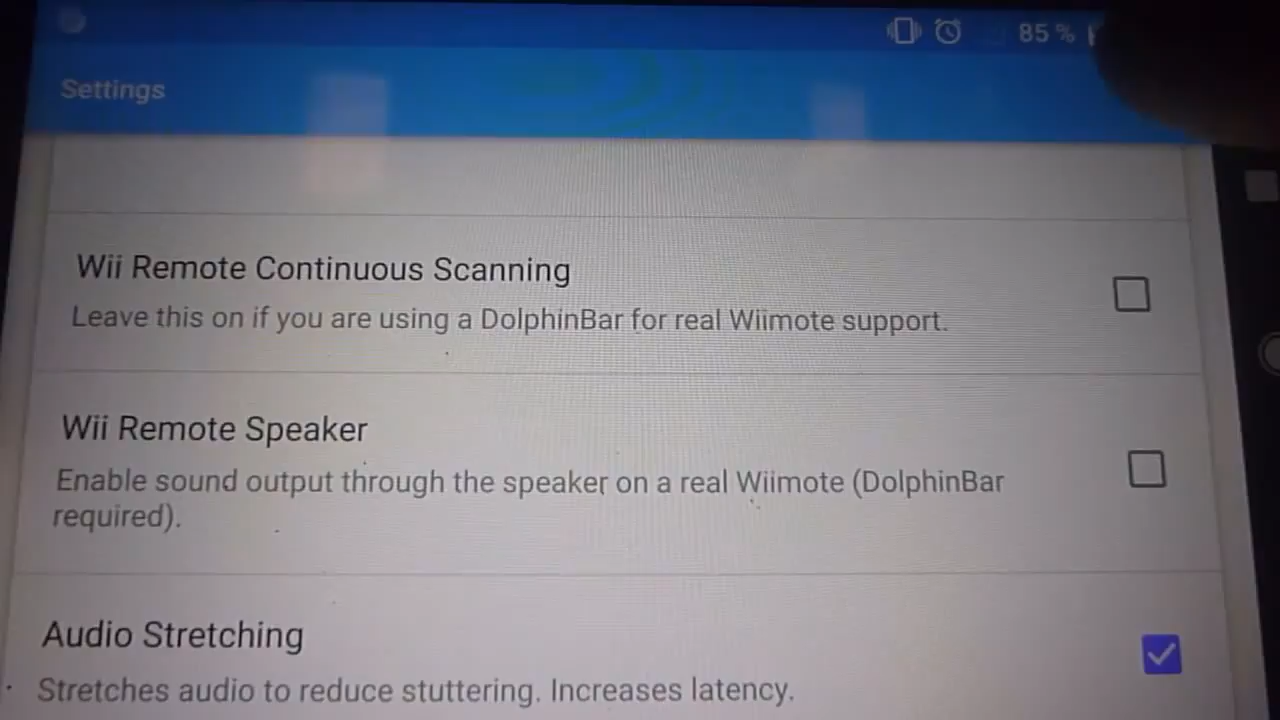 85 %
Settings
Wii Remote Continuous Scanning
Leave this on if you are using a DolphinBar for real Wiimote support.
Wii Remote Speaker
Enable sound output through the speaker on a real Wiimote (DolphinBar
required).
Audio Stretching
Stretches audio to reduce stuttering. Increases latency.